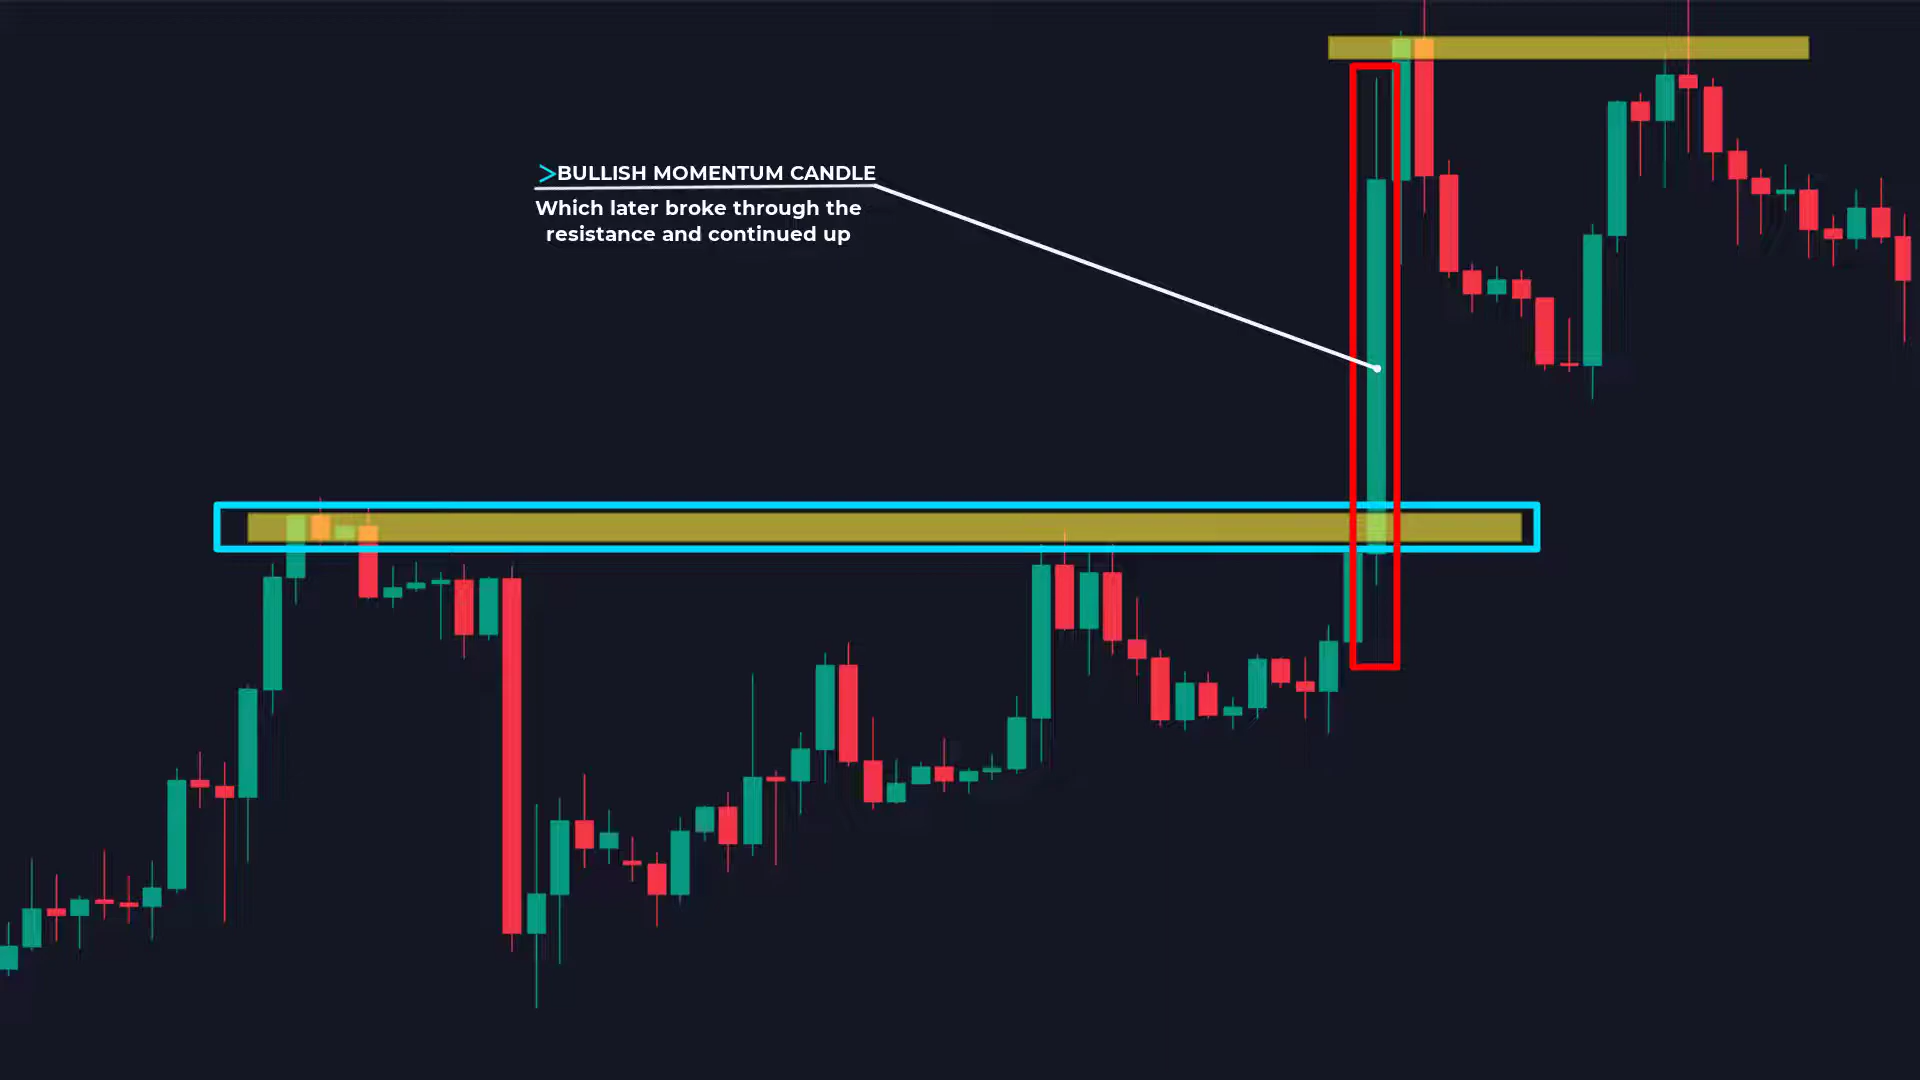 >BULLISH MOMENTUM CANDLE
Which later broke through the
resistance and continued up